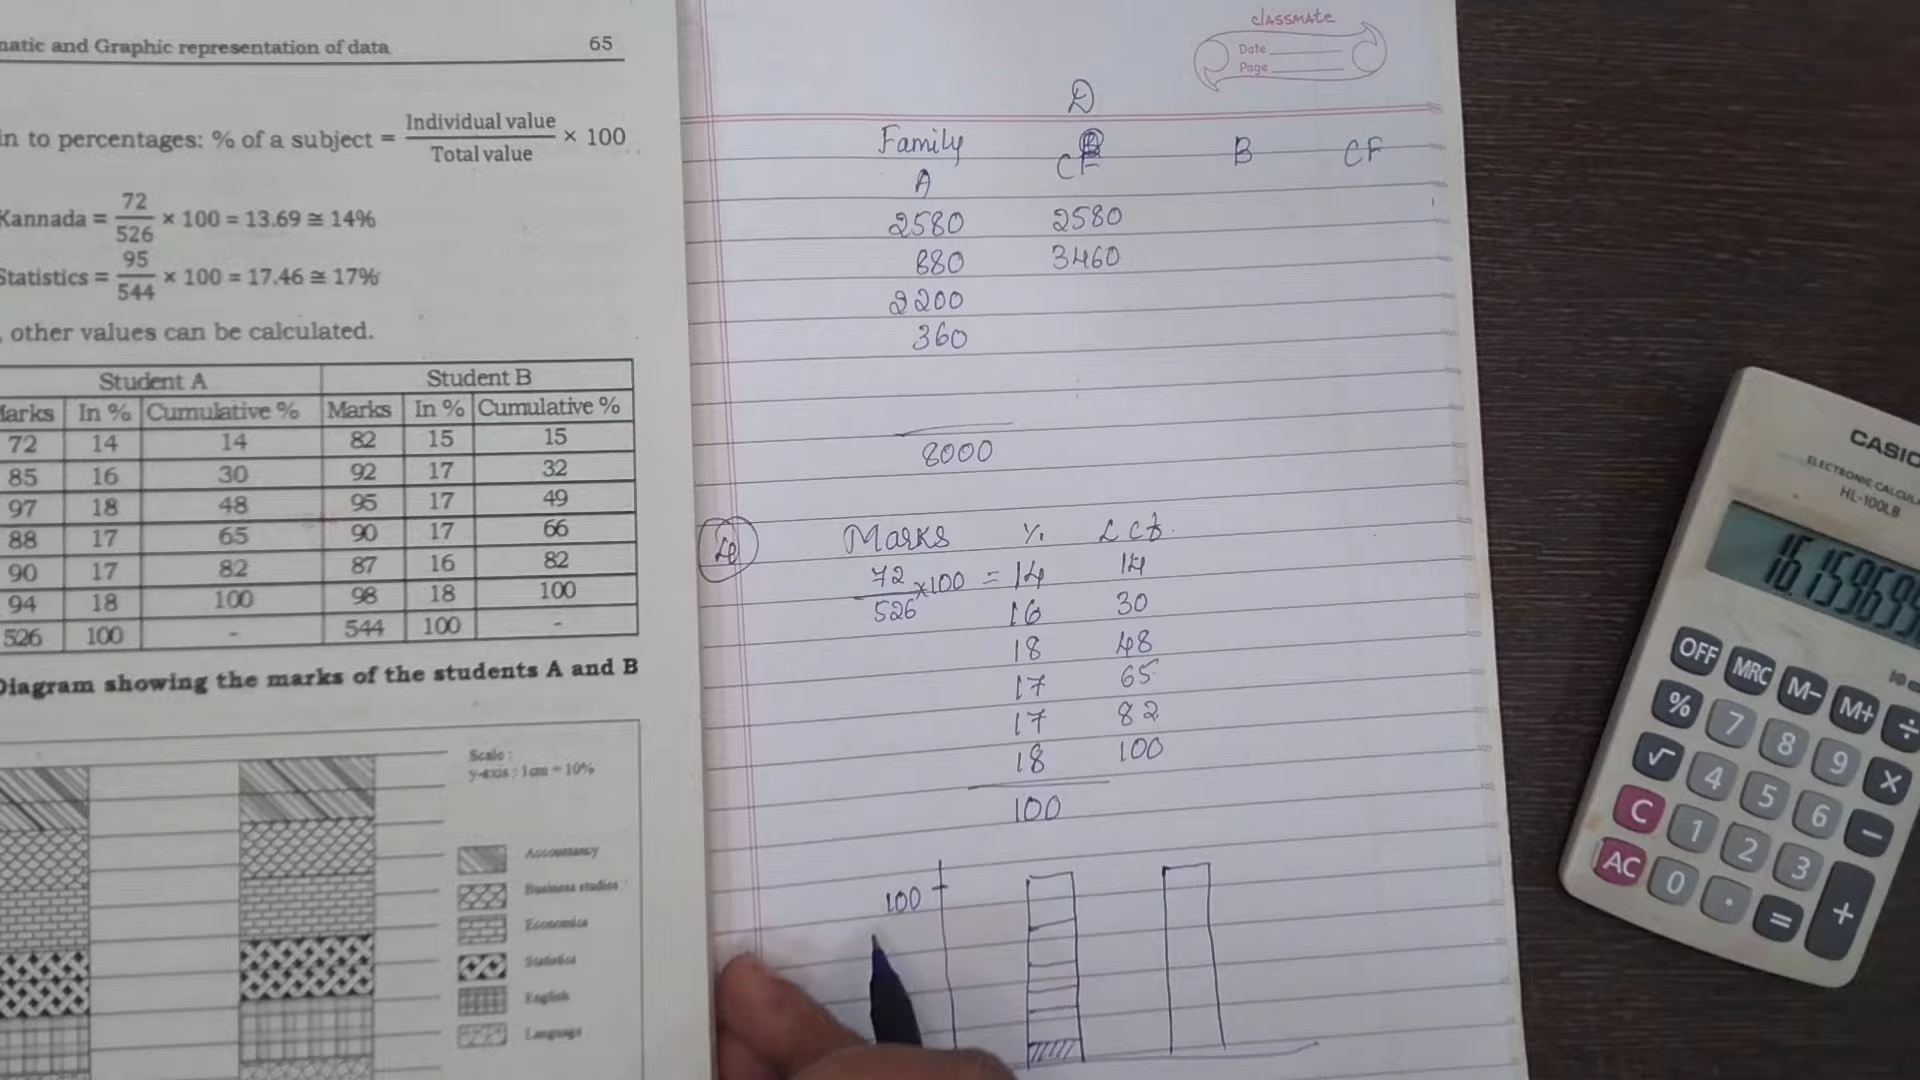 matic and Graphic representation of data 65
in to percentages: % of a subject = Individual value / Total value × 100
Kannada = 72/526 × 100 = 13.69 ≅ 14%
Statistics = 95/544 × 100 = 17.46 ≅ 17%
, other values can be calculated.
Student A Student B
Marks In % Cumulative % Marks In % Cumulative %
72 14 14 82 15 15
85 16 30 92 17 32
97 18 48 95 17 49
88 17 65 90 17 66
90 17 82 87 16 82
94 18 100 98 18 100
526 100 - 544 100 -
Diagram showing the marks of the students A and B
Scale :
y-axis : 1cm = 10%
Accountancy
Business studies
Economics
Statistics
English
Language
classmate
Date
Page
D
Family CF B CF
A
2580 2580
880 3460
2200
360
8000
Marks % L cf.
72/526 ×100 = 14 14
16 30
18 48
17 65
17 82
18 100
100
100
CASIO
ELECTRONIC CALCULA
HL-100LB
OFF MRC M− M+ ÷
% 7 8 9 ×
√ 4 5 6 −
C 1 2 3 +
AC 0 · =